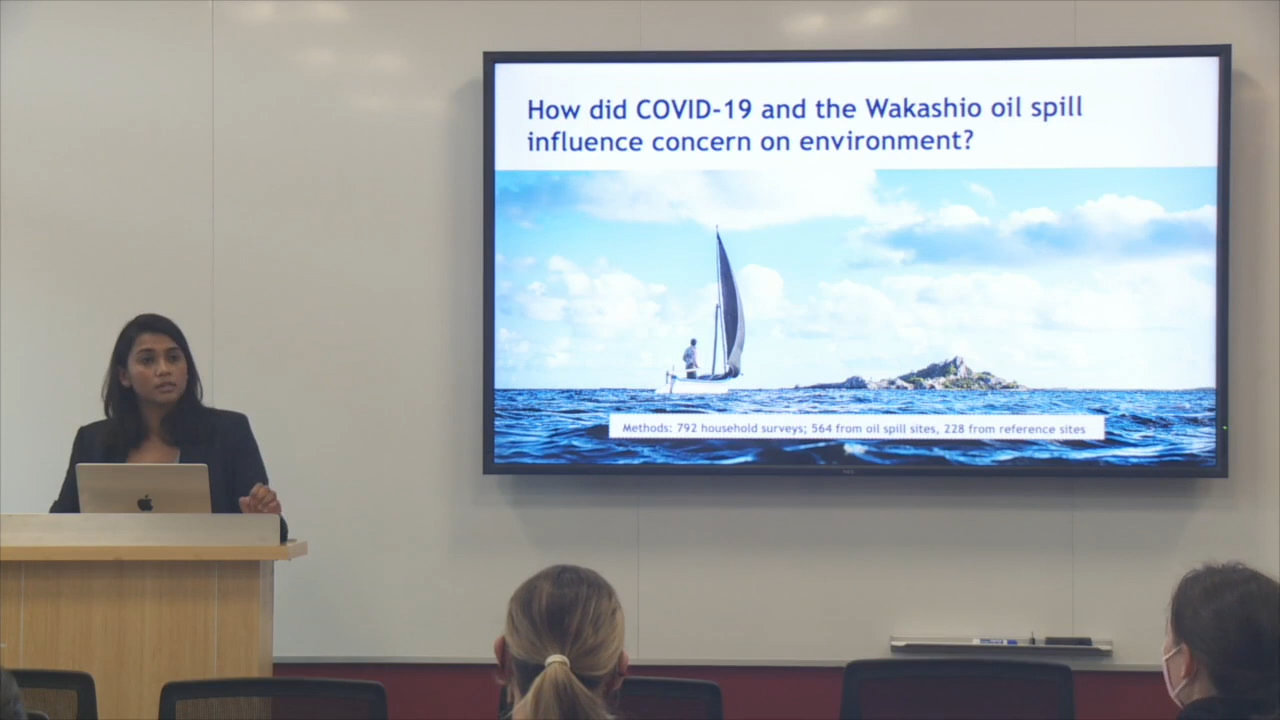 How did COVID-19 and the Wakashio oil spill
influence concern on environment?
Methods: 792 household surveys; 564 from oil spill sites, 228 from reference sites